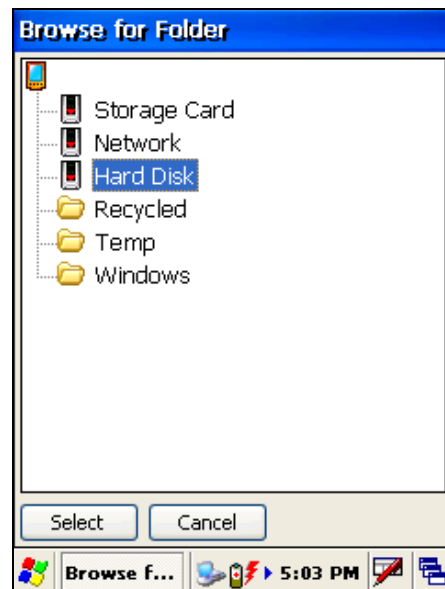 Browse for Folder
Storage Card
Network
Hard Disk
Recycled
Temp
Windows
Select Cancel
Browse f... 5:03 PM